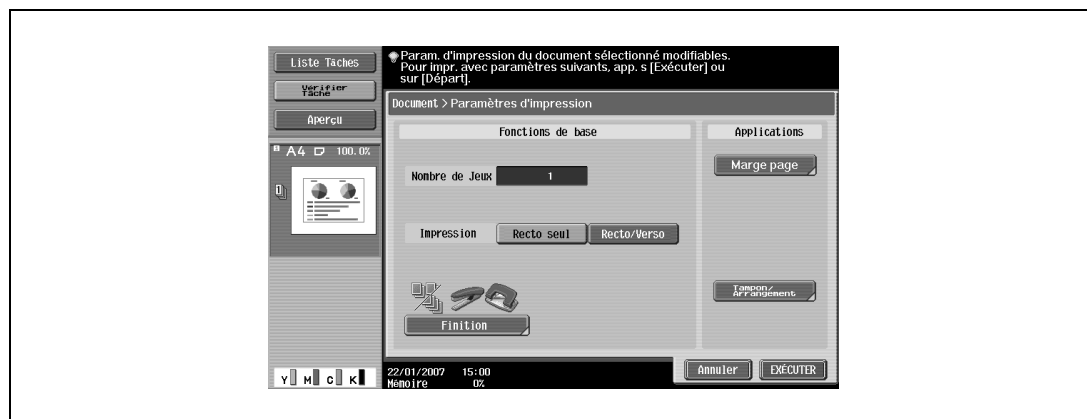 Liste Tâches
Vérifier
Tâche
Aperçu
A4 100.0%
1
Param. d'impression du document sélectionné modifiables.
Pour impr. avec paramètres suivants, app. s [Exécuter] ou
sur [Départ].
Document > Paramètres d'impression
Fonctions de base
Nombre de Jeux 1
Impression Recto seul Recto/Verso
Finition
Applications
Marge page
Tampon/
Arrangement
Y M C K
22/01/2007 15:00
Mémoire 0%
Annuler EXÉCUTER